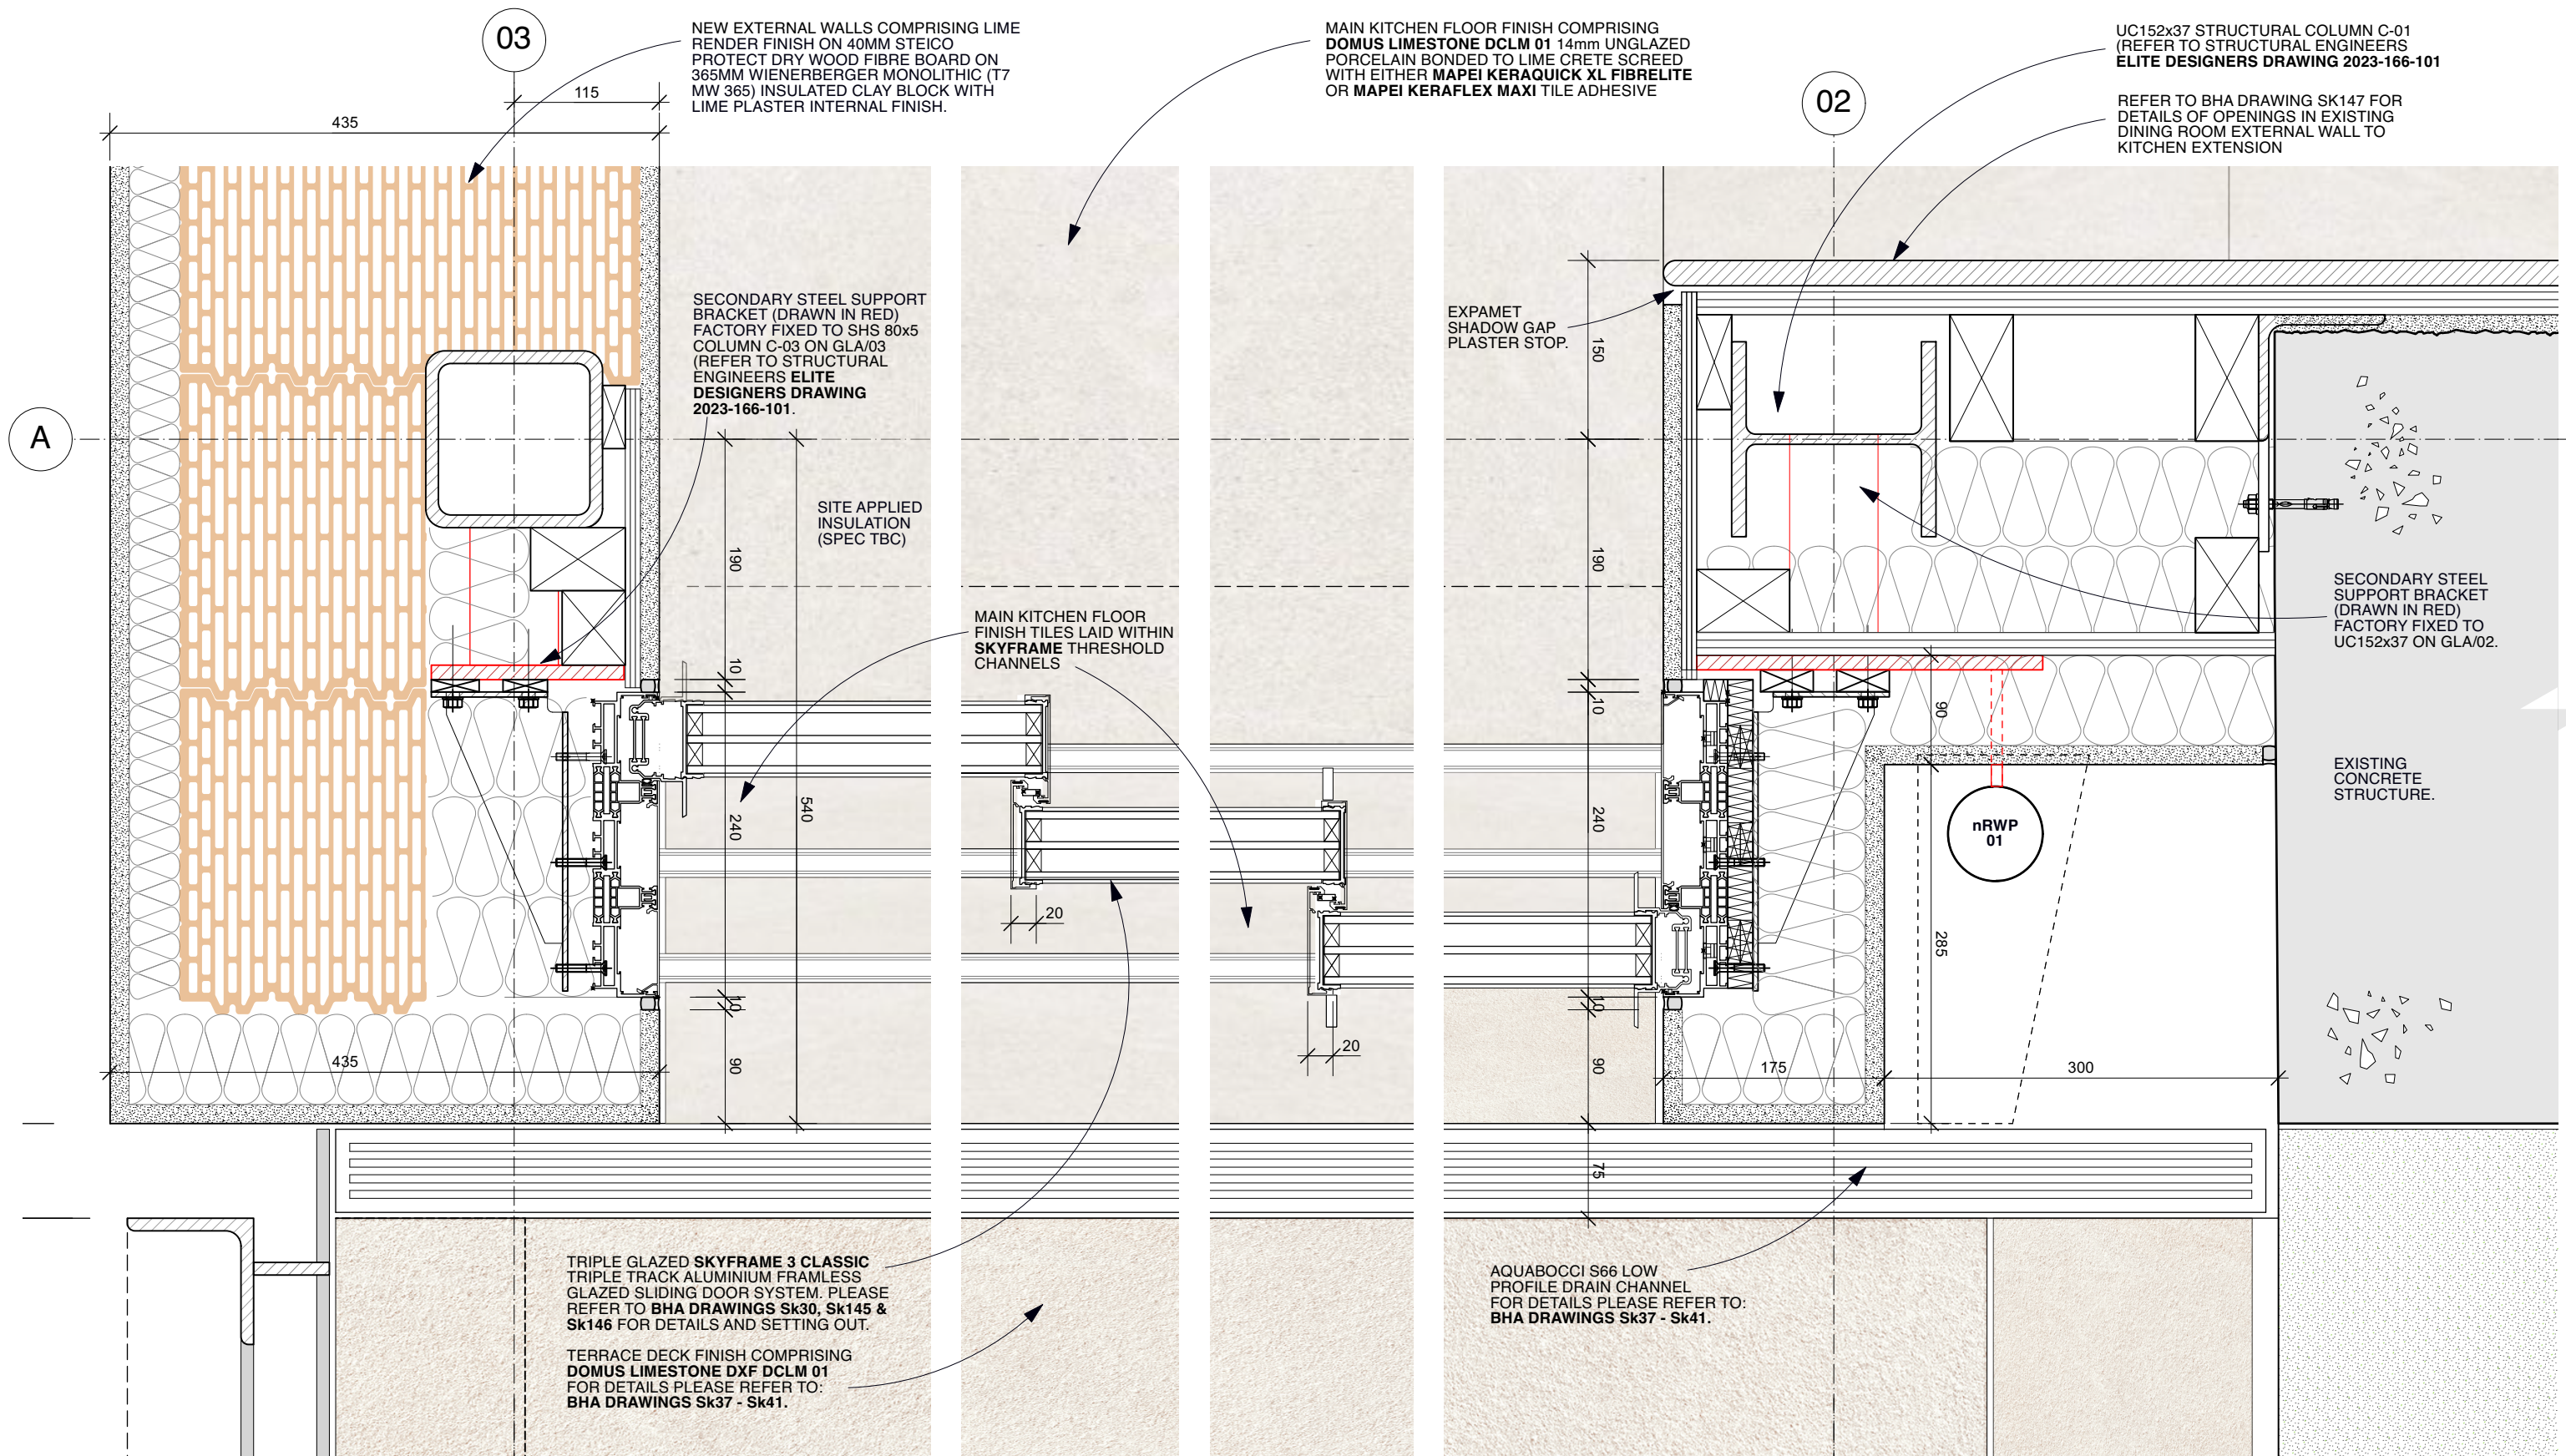 03
NEW EXTERNAL WALLS COMPRISING LIME
RENDER FINISH ON 40MM STEICO
PROTECT DRY WOOD FIBRE BOARD ON
365MM WIENERBERGER MONOLITHIC (T7
MW 365) INSULATED CLAY BLOCK WITH
LIME PLASTER INTERNAL FINISH.
MAIN KITCHEN FLOOR FINISH COMPRISING
DOMUS LIMESTONE DCLM 01 14mm UNGLAZED
PORCELAIN BONDED TO LIME CRETE SCREED
WITH EITHER MAPEI KERAQUICK XL FIBRELITE
OR MAPEI KERAFLEX MAXI TILE ADHESIVE
02
UC152x37 STRUCTURAL COLUMN C-01
(REFER TO STRUCTURAL ENGINEERS
ELITE DESIGNERS DRAWING 2023-166-101
REFER TO BHA DRAWING SK147 FOR
DETAILS OF OPENINGS IN EXISTING
DINING ROOM EXTERNAL WALL TO
KITCHEN EXTENSION
115
435
SECONDARY STEEL SUPPORT
BRACKET (DRAWN IN RED)
FACTORY FIXED TO SHS 80x5
COLUMN C-03 ON GLA/03
(REFER TO STRUCTURAL
ENGINEERS ELITE
DESIGNERS DRAWING
2023-166-101.
EXPAMET
SHADOW GAP
PLASTER STOP.
150
A
SITE APPLIED
INSULATION
(SPEC TBC)
190
190
MAIN KITCHEN FLOOR
FINISH TILES LAID WITHIN
SKYFRAME THRESHOLD
CHANNELS
SECONDARY STEEL
SUPPORT BRACKET
(DRAWN IN RED)
FACTORY FIXED TO
UC152x37 ON GLA/02.
10
10
90
240
540
240
EXISTING
CONCRETE
STRUCTURE.
nRWP
01
20
285
10
10
20
435
90
90
175
300
75
TRIPLE GLAZED SKYFRAME 3 CLASSIC
TRIPLE TRACK ALUMINIUM FRAMLESS
GLAZED SLIDING DOOR SYSTEM. PLEASE
REFER TO BHA DRAWINGS Sk30, Sk145 &
Sk146 FOR DETAILS AND SETTING OUT.
AQUABOCCI S66 LOW
PROFILE DRAIN CHANNEL
FOR DETAILS PLEASE REFER TO:
BHA DRAWINGS Sk37 - Sk41.
TERRACE DECK FINISH COMPRISING
DOMUS LIMESTONE DXF DCLM 01
FOR DETAILS PLEASE REFER TO:
BHA DRAWINGS Sk37 - Sk41.